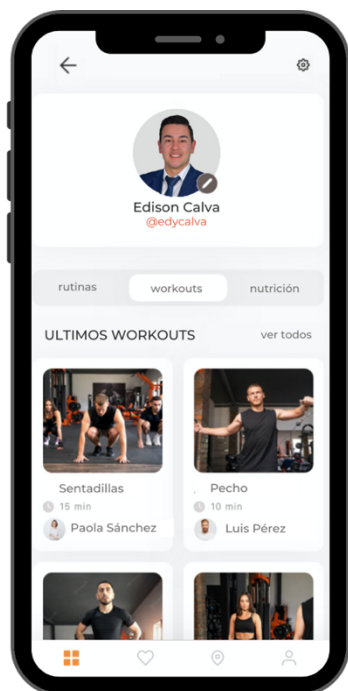 Edison Calva
@edycalva
rutinas workouts nutrición
ULTIMOS WORKOUTS ver todos
Sentadillas
15 min
Paola Sánchez
Pecho
10 min
Luis Pérez